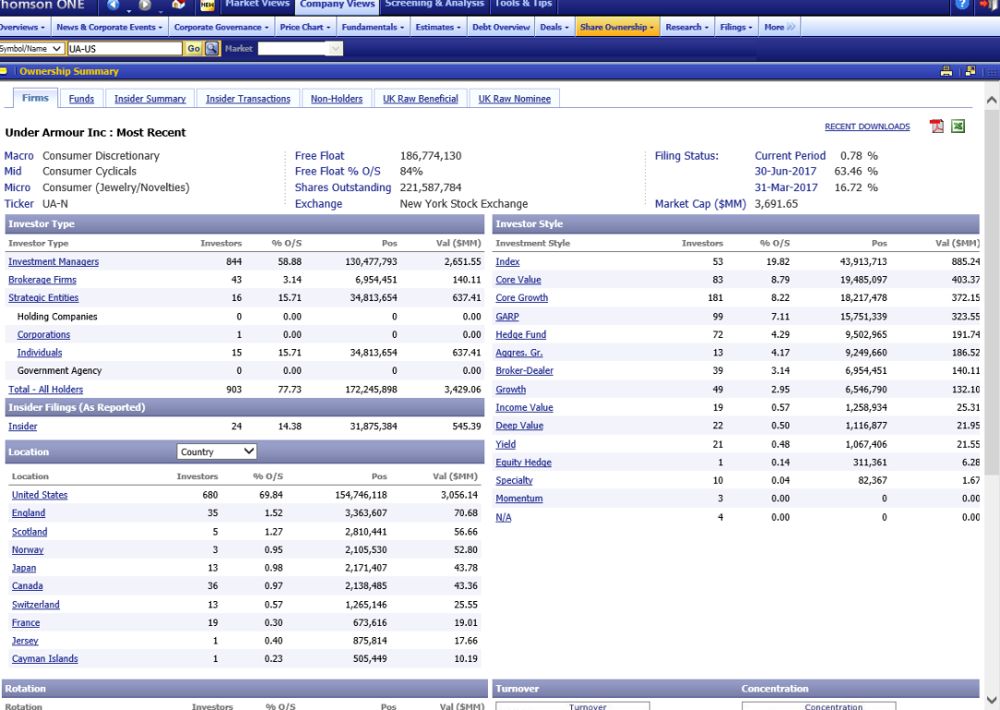 homson ONE NEW Market Views Company Views Screening & Analysis Tools & Tips ?
Overviews News & Corporate Events Corporate Governance Price Chart Fundamentals Estimates Debt Overview Deals Share Ownership Research Filings More
Symbol/Name UA-US Go Market
Ownership Summary
Firms Funds Insider Summary Insider Transactions Non-Holders UK Raw Beneficial UK Raw Nominee
RECENT DOWNLOADS
Under Armour Inc : Most Recent
Macro Consumer Discretionary Free Float 186,774,130 Filing Status: Current Period 0.78 %
Mid Consumer Cyclicals Free Float % O/S 84% 30-Jun-2017 63.46 %
Micro Consumer (Jewelry/Novelties) Shares Outstanding 221,587,784 31-Mar-2017 16.72 %
Ticker UA-N Exchange New York Stock Exchange Market Cap ($MM) 3,691.65
Investor Type
Investor Type Investors % O/S Pos Val ($MM)
Investment Managers 844 58.88 130,477,793 2,651.55
Brokerage Firms 43 3.14 6,954,451 140.11
Strategic Entities 16 15.71 34,813,654 637.41
Holding Companies 0 0.00 0 0.00
Corporations 1 0.00 0 0.00
Individuals 15 15.71 34,813,654 637.41
Government Agency 0 0.00 0 0.00
Total - All Holders 903 77.73 172,245,898 3,429.06
Insider Filings (As Reported)
Insider 24 14.38 31,875,384 545.39
Location Country
Location Investors % O/S Pos Val ($MM)
United States 680 69.84 154,746,118 3,056.14
England 35 1.52 3,363,607 70.68
Scotland 5 1.27 2,810,441 56.66
Norway 3 0.95 2,105,530 52.80
Japan 13 0.98 2,171,407 43.78
Canada 36 0.97 2,138,485 43.36
Switzerland 13 0.57 1,265,146 25.55
France 19 0.30 673,616 19.01
Jersey 1 0.40 875,814 17.66
Cayman Islands 1 0.23 505,449 10.19
Investor Style
Investment Style Investors % O/S Pos Val ($MM)
Index 53 19.82 43,913,713 885.24
Core Value 83 8.79 19,485,097 403.37
Core Growth 181 8.22 18,217,478 372.15
GARP 99 7.11 15,751,339 323.55
Hedge Fund 72 4.29 9,502,965 191.74
Aggres. Gr. 13 4.17 9,249,660 186.52
Broker-Dealer 39 3.14 6,954,451 140.11
Growth 49 2.95 6,546,790 132.10
Income Value 19 0.57 1,258,934 25.31
Deep Value 22 0.50 1,116,877 21.95
Yield 21 0.48 1,067,406 21.55
Equity Hedge 1 0.14 311,361 6.28
Specialty 10 0.04 82,367 1.67
Momentum 3 0.00 0 0.00
N/A 4 0.00 0 0.00
Rotation
Rotation Investors % O/S Pos Val ($MM)
Turnover Concentration
Turnover Concentration